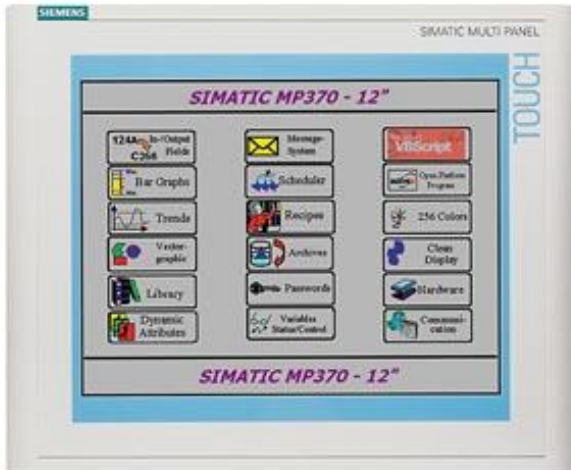 SIEMENS
SIMATIC MULTI PANEL
TOUCH
SIMATIC MP370 - 12"
124A In-/Output
C366 Fields
Message-
System
VBScript
Bar Graphs
Scheduler
Open Platform
Program
Trends
Recipes
256 Colors
Vector-
graphic
Archives
Clean
Display
Library
Passwords
Hardware
Dynamic
Attributes
Variables
Status/Control
Communi-
cation
SIMATIC MP370 - 12"